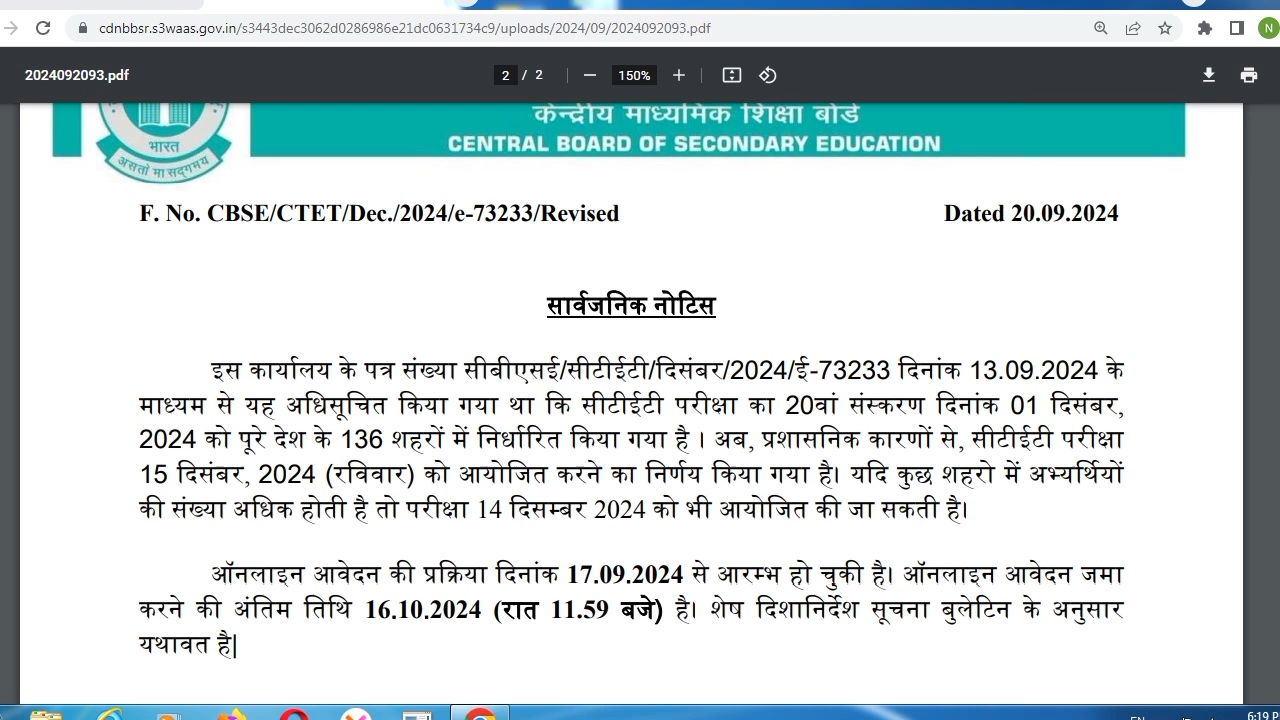 cdnbbsr.s3waas.gov.in/s3443dec3062d0286986e21dc0631734c9/uploads/2024/09/2024092093.pdf
N
2024092093.pdf
2 / 2
150%
केन्द्रीय माध्यमिक शिक्षा बोर्ड
CENTRAL BOARD OF SECONDARY EDUCATION
भारत
असतो मा सद्गमय
F. No. CBSE/CTET/Dec./2024/e-73233/Revised Dated 20.09.2024
सार्वजनिक नोटिस
इस कार्यालय के पत्र संख्या सीबीएसई/सीटीईटी/दिसंबर/2024/ई-73233 दिनांक 13.09.2024 के
माध्यम से यह अधिसूचित किया गया था कि सीटीईटी परीक्षा का 20वां संस्करण दिनांक 01 दिसंबर,
2024 को पूरे देश के 136 शहरों में निर्धारित किया गया है । अब, प्रशासनिक कारणों से, सीटीईटी परीक्षा
15 दिसंबर, 2024 (रविवार) को आयोजित करने का निर्णय किया गया है। यदि कुछ शहरो में अभ्यर्थियों
की संख्या अधिक होती है तो परीक्षा 14 दिसम्बर 2024 को भी आयोजित की जा सकती है।
ऑनलाइन आवेदन की प्रक्रिया दिनांक 17.09.2024 से आरम्भ हो चुकी है। ऑनलाइन आवेदन जमा
करने की अंतिम तिथि 16.10.2024 (रात 11.59 बजे) है। शेष दिशानिर्देश सूचना बुलेटिन के अनुसार
यथावत है|
6:19 P